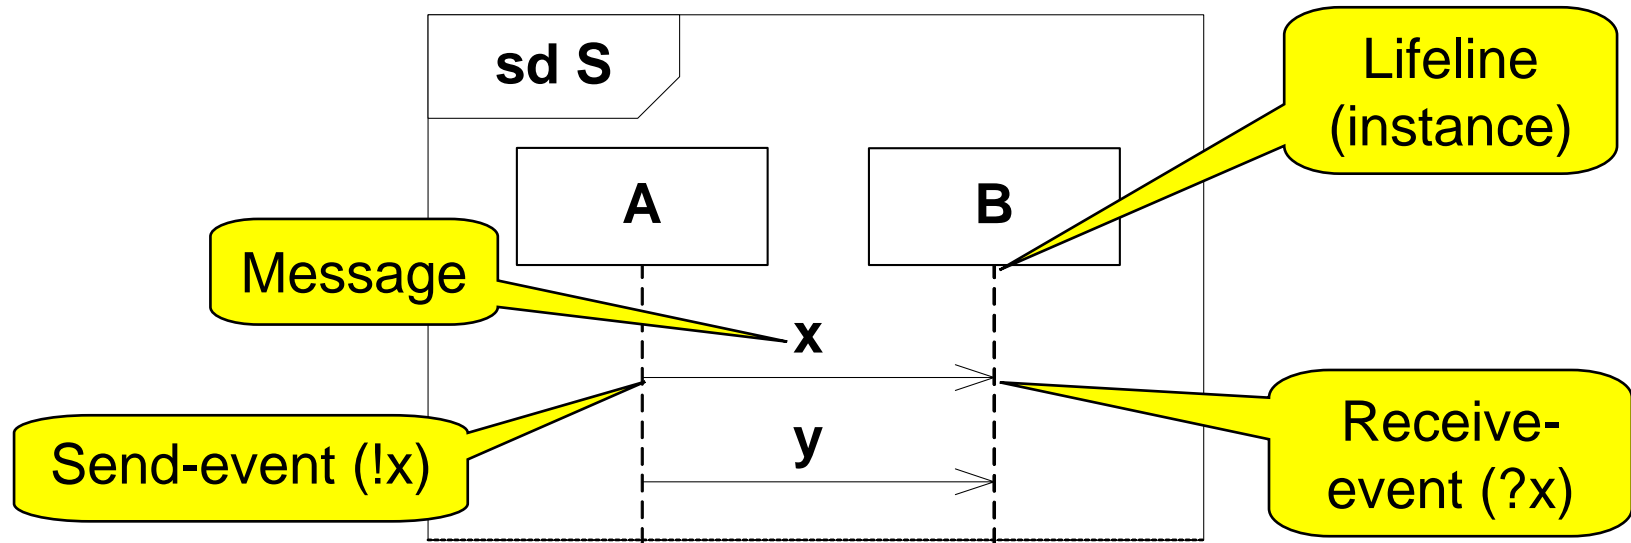 sd S
Lifeline
(instance)
A
B
Message
x
Send-event (!x)
y
Receive-
event (?x)